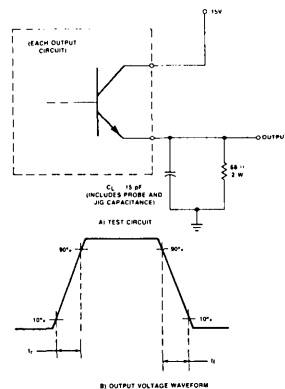 15V
(EACH OUTPUT
CIRCUIT)
OUTPUT
CL 15 pF
(INCLUDES PROBE AND
JIG CAPACITANCE)
68
2 W
A) TEST CIRCUIT
90%
90%
10%
10%
tr
tf
B) OUTPUT VOLTAGE WAVEFORM